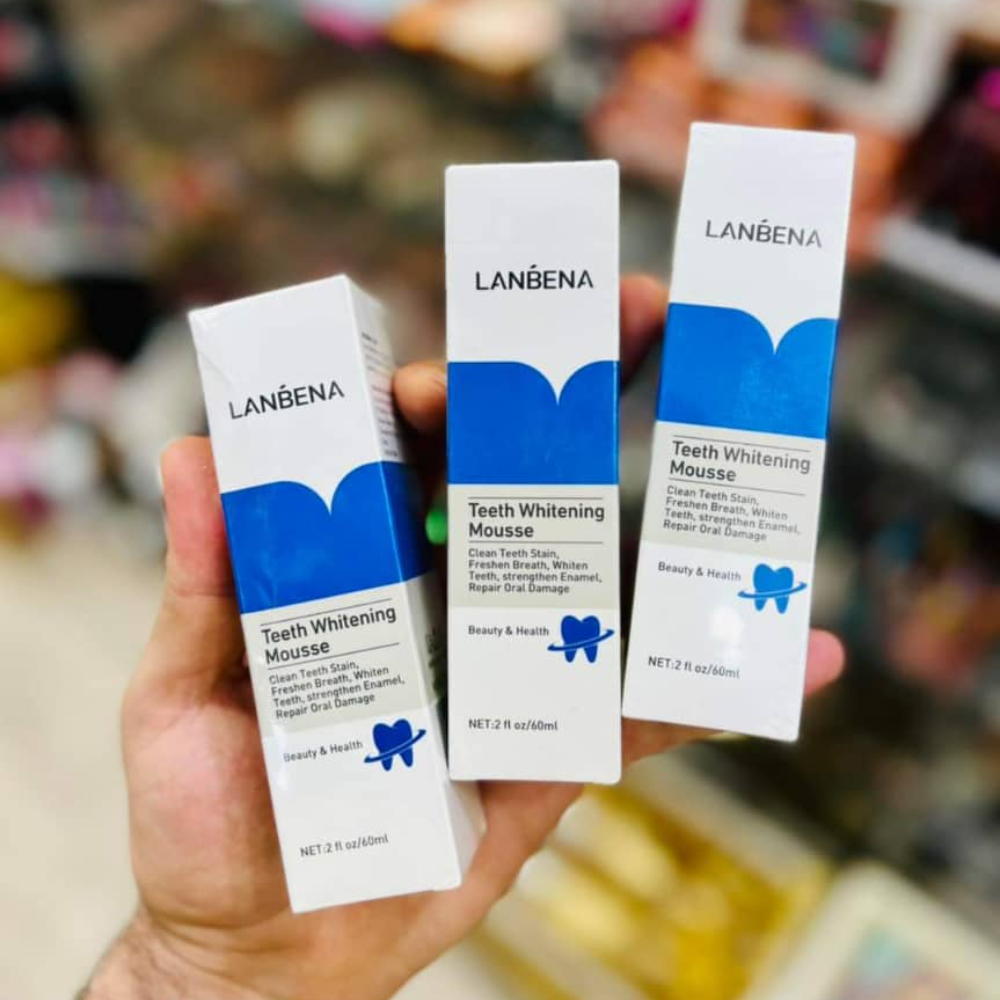 LANBENA
Teeth Whitening
Mousse
Clean Teeth Stain,
Freshen Breath, Whiten
Teeth, strengthen Enamel,
Repair Oral Damage
Beauty & Health
NET:2 fl oz/60ml
LANBENA
Teeth Whitening
Mousse
Clean Teeth Stain,
Freshen Breath, Whiten
Teeth, strengthen Enamel,
Repair Oral Damage
Beauty & Health
NET:2 fl oz/60ml
LANBENA
Teeth Whitening
Mousse
Clean Teeth Stain,
Freshen Breath, Whiten
Teeth, strengthen Enamel,
Repair Oral Damage
Beauty & Health
NET:2 fl oz/60ml